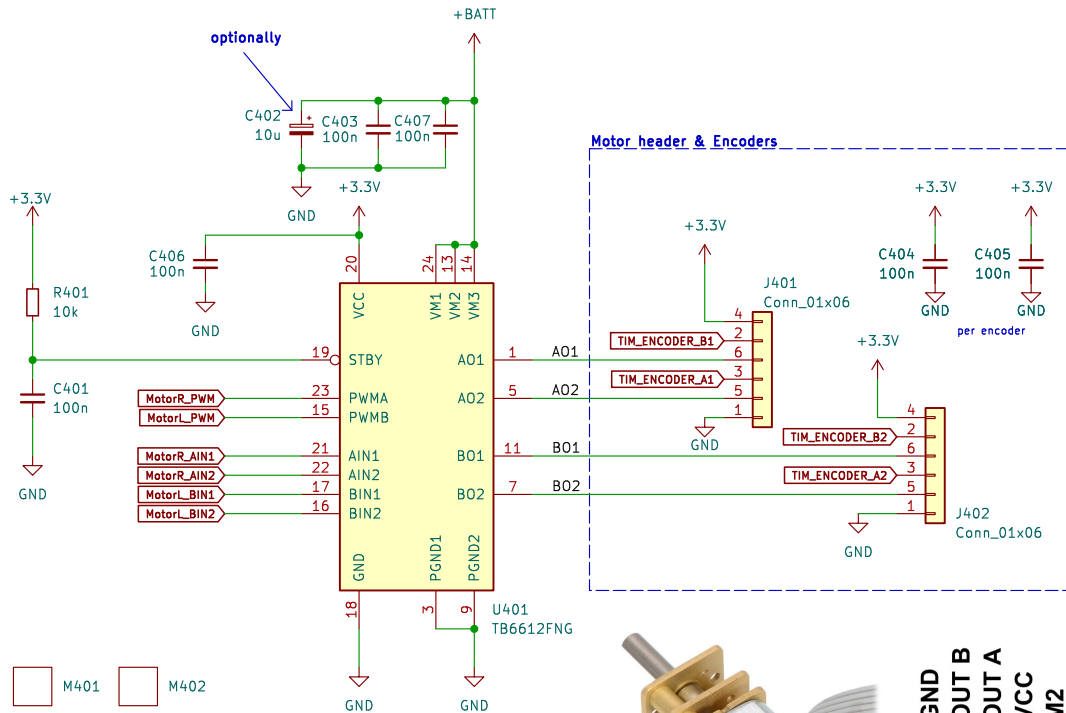 +BATT
optionally
C402
10u
+
C403
100n
C407
100n
GND
+3.3V
+3.3V
R401
10k
C406
100n
GND
C401
100n
GND
20
24
13
14
VCC
VM1
VM2
VM3
19
STBY
23
PWMA
15
PWMB
21
AIN1
22
AIN2
17
BIN1
16
BIN2
MotorR_PWM
MotorL_PWM
MotorR_AIN1
MotorR_AIN2
MotorL_BIN1
MotorL_BIN2
AO1
1
AO1
AO2
5
AO2
BO1
11
BO1
BO2
7
BO2
GND
PGND1
PGND2
18
3
9
U401
TB6612FNG
GND
GND
Motor header & Encoders
+3.3V
J401
Conn_01x06
4
2
6
3
5
1
TIM_ENCODER_B1
TIM_ENCODER_A1
GND
+3.3V
+3.3V
C404
100n
C405
100n
GND
GND
per encoder
+3.3V
4
2
6
3
5
1
TIM_ENCODER_B2
TIM_ENCODER_A2
GND
J402
Conn_01x06
M401
M402
OUT B
OUT A